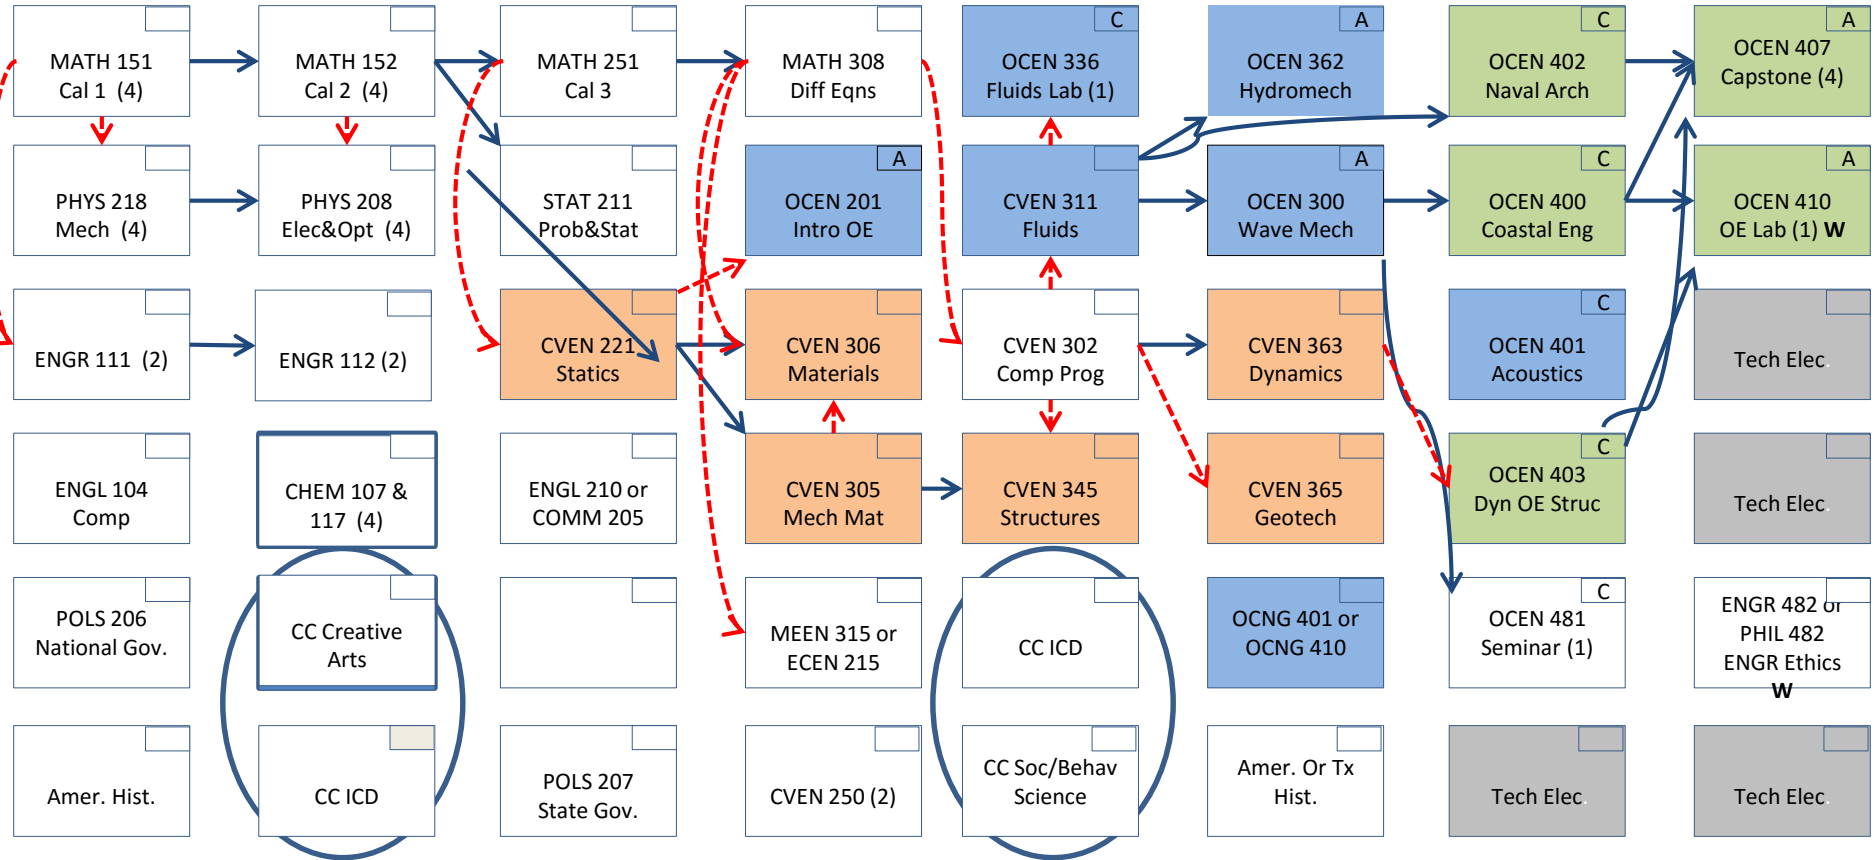 C
A
C
A
MATH 151
Cal 1 (4)
MATH 152
Cal 2 (4)
MATH 251
Cal 3
MATH 308
Diff Eqns
OCEN 336
Fluids Lab (1)
OCEN 362
Hydromech
OCEN 402
Naval Arch
OCEN 407
Capstone (4)
A
A
C
A
PHYS 218
Mech (4)
PHYS 208
Elec&Opt (4)
STAT 211
Prob&Stat
OCEN 201
Intro OE
CVEN 311
Fluids
OCEN 300
Wave Mech
OCEN 400
Coastal Eng
OCEN 410
OE Lab (1) W
C
ENGR 111 (2)
ENGR 112 (2)
CVEN 221
Statics
CVEN 306
Materials
CVEN 302
Comp Prog
CVEN 363
Dynamics
OCEN 401
Acoustics
Tech Elec.
C
ENGL 104
Comp
CHEM 107 &
117 (4)
ENGL 210 or
COMM 205
CVEN 305
Mech Mat
CVEN 345
Structures
CVEN 365
Geotech
OCEN 403
Dyn OE Struc
Tech Elec.
C
POLS 206
National Gov.
CC Creative
Arts
MEEN 315 or
ECEN 215
CC ICD
OCNG 401 or
OCNG 410
OCEN 481
Seminar (1)
ENGR 482 or
PHIL 482
ENGR Ethics
W
Amer. Hist.
CC ICD
POLS 207
State Gov.
CVEN 250 (2)
CC Soc/Behav
Science
Amer. Or Tx
Hist.
Tech Elec.
Tech Elec.